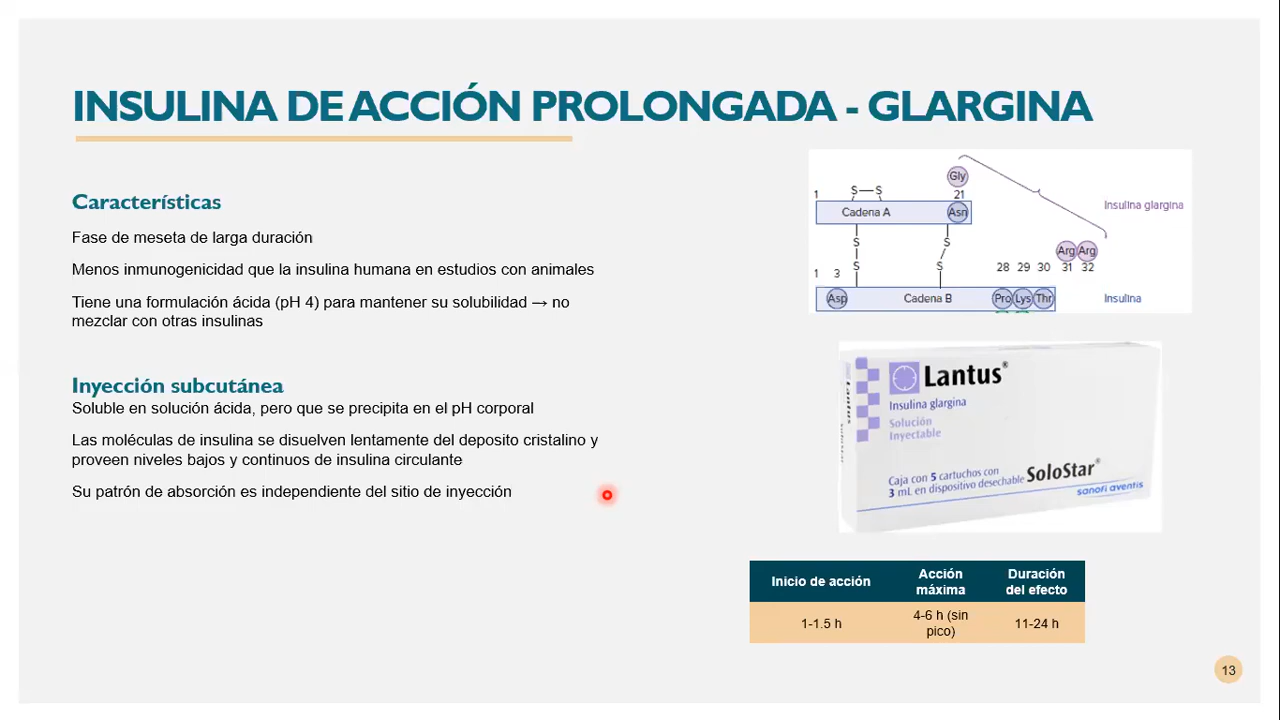 INSULINA DE ACCIÓN PROLONGADA - GLARGINA
Características
Fase de meseta de larga duración
Menos inmunogenicidad que la insulina humana en estudios con animales
Tiene una formulación ácida (pH 4) para mantener su solubilidad → no
mezclar con otras insulinas
Inyección subcutánea
Soluble en solución ácida, pero que se precipita en el pH corporal
Las moléculas de insulina se disuelven lentamente del deposito cristalino y
proveen niveles bajos y continuos de insulina circulante
Su patrón de absorción es independiente del sitio de inyección
Gly
1 S—S 21
Cadena A Asn
Insulina glargina
S S
S S
Arg Arg
1 3 28 29 30 31 32
Asp Cadena B Pro Lys Thr
Insulina
Lantus
Lantus®
Insulina glargina
Solución
Inyectable
Caja con 5 cartuchos con
3 mL en dispositivo desechable SoloStar®
sanofi aventis
Inicio de acción
Acción
máxima
Duración
del efecto
1-1.5 h
4-6 h (sin
pico)
11-24 h
13